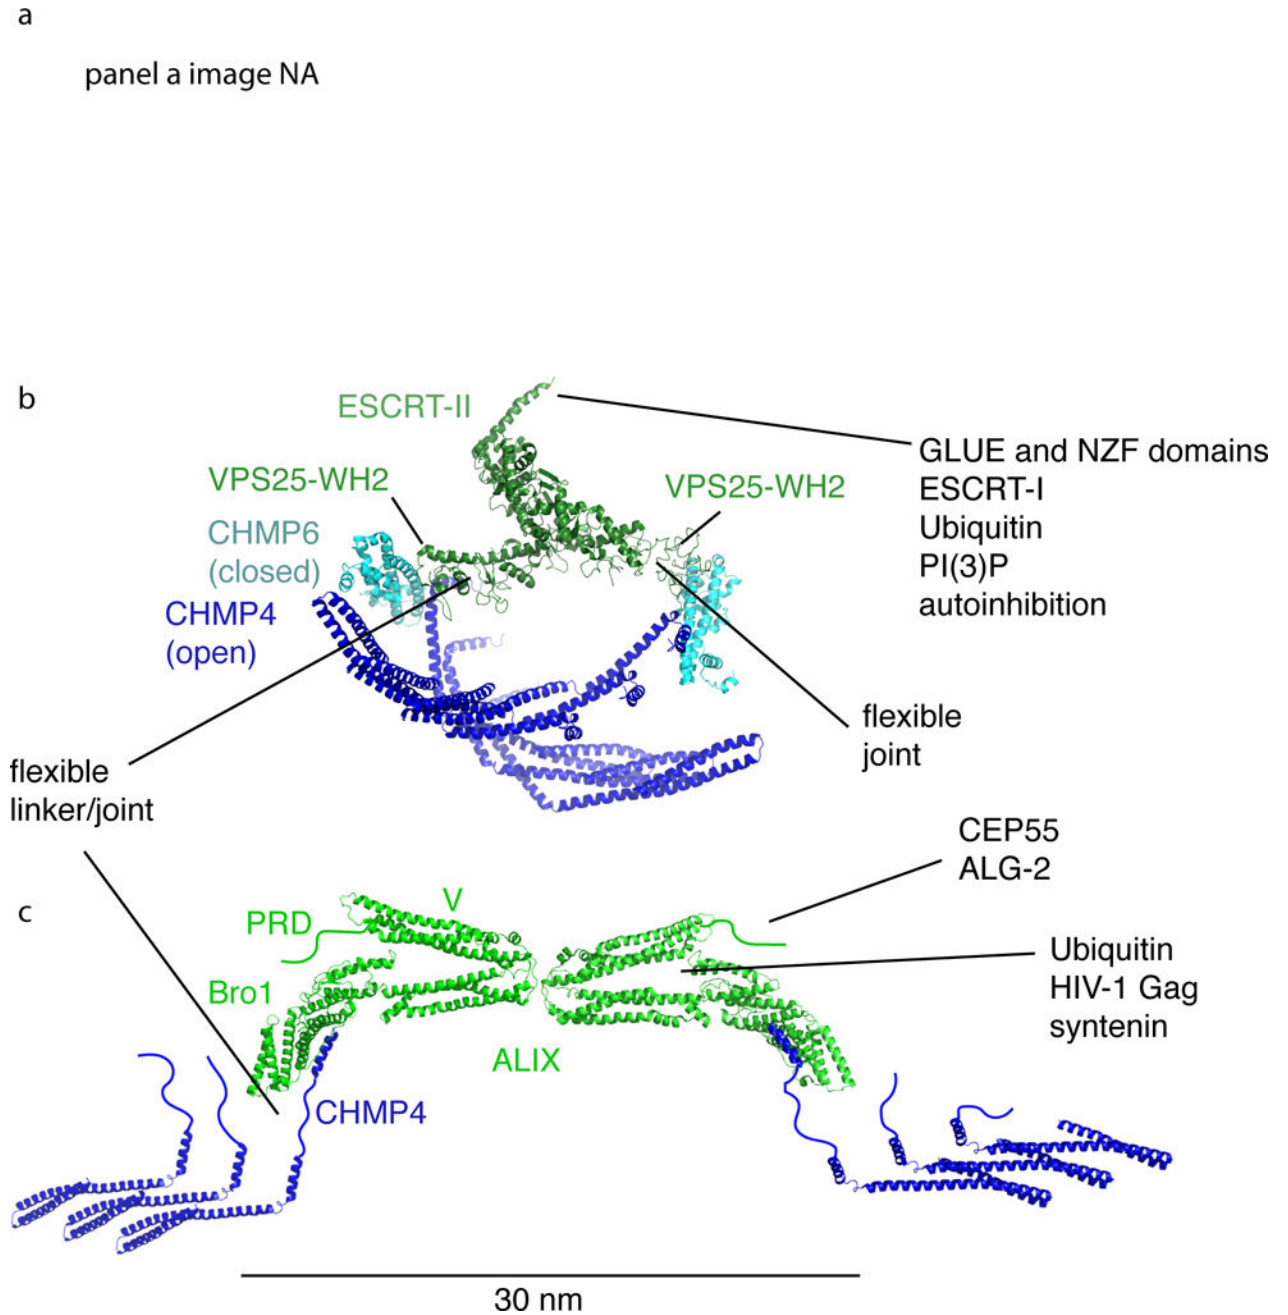 a
panel a image NA
b
ESCRT-II
GLUE and NZF domains
ESCRT-I
Ubiquitin
PI(3)P
autoinhibition
VPS25-WH2
VPS25-WH2
CHMP6
(closed)
CHMP4
(open)
flexible
joint
flexible
linker/joint
CEP55
ALG-2
c
V
PRD
Ubiquitin
HIV-1 Gag
syntenin
Bro1
ALIX
CHMP4
30 nm